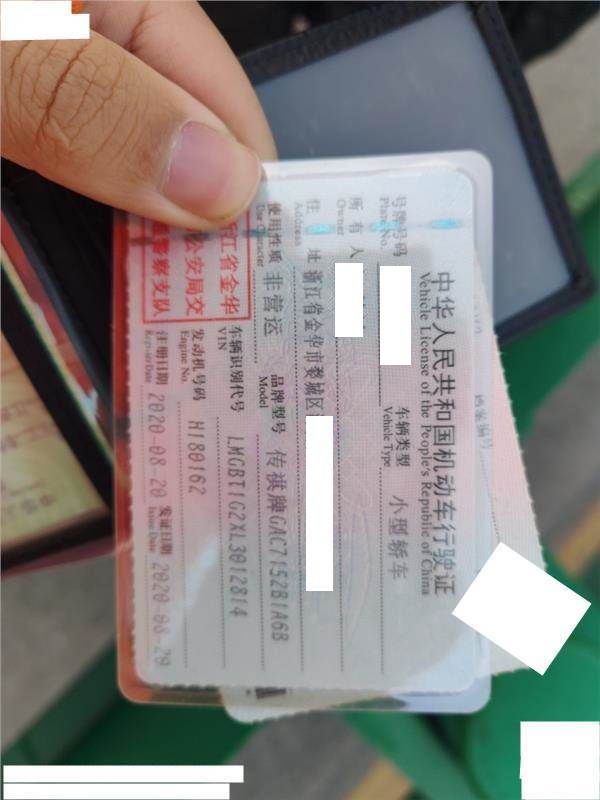 中华人民共和国机动车行驶证
Vehicle License of the People's Republic of China
号牌号码 车辆类型 小型轿车
Plate No. Vehicle Type
所有人
Owner
住址 浙江省金华市婺城区
Address
使用性质 非营运 品牌型号 传祺牌GAC7152B1A6B
Use Character Model
江省金华
公安局交
警察支队
车辆识别代号 LMGBT1G2XL3012814
VIN
发动机号码 H180162
Engine No.
注册日期 2020-08-20 发证日期 2020-08-20
Register Date Issue Date
档案编号